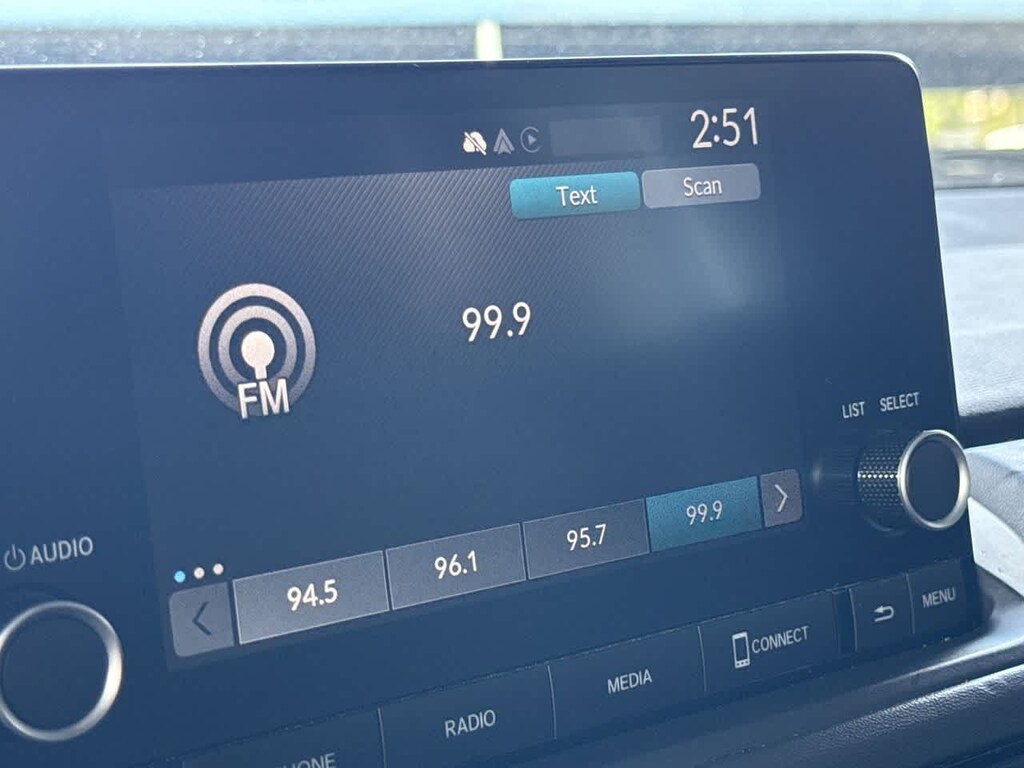 2:51
Text Scan
99.9
FM
LIST SELECT
94.5 96.1 95.7 99.9
AUDIO
RADIO MEDIA CONNECT MENU